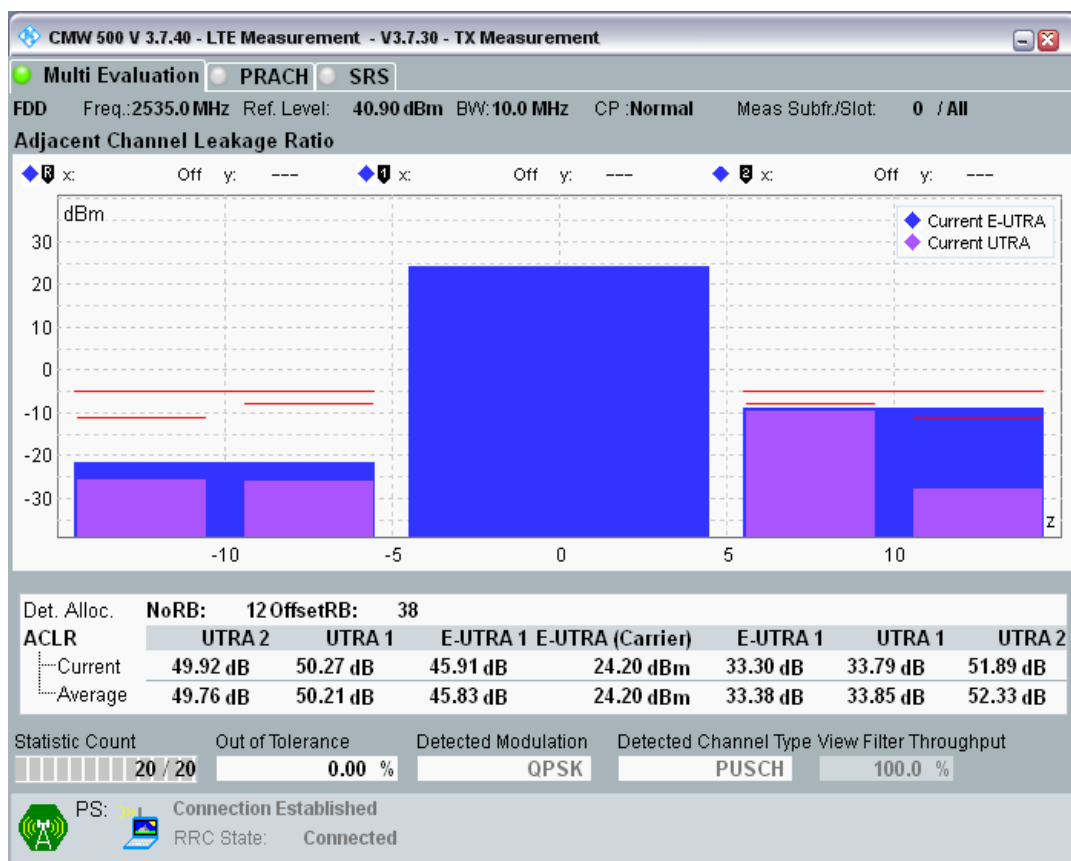 CMW 500 V 3.7.40 - LTE Measurement - V3.7.30 - TX Measurement
Multi Evaluation PRACH SRS
FDD Freq.:2535.0 MHz Ref. Level: 40.90 dBm BW:10.0 MHz CP :Normal Meas Subfr./Slot: 0 / All
Adjacent Channel Leakage Ratio
R x: Off y: --- 1 x: Off y: --- 2 x: Off y: ---
dBm
Current E-UTRA
Current UTRA
30
20
10
0
-10
-20
-30
z
-10 -5 0 5 10
Det. Alloc. NoRB: 12 OffsetRB: 38
ACLR UTRA 2 UTRA 1 E-UTRA 1 E-UTRA (Carrier) E-UTRA 1 UTRA 1 UTRA 2
Current 49.92 dB 50.27 dB 45.91 dB 24.20 dBm 33.30 dB 33.79 dB 51.89 dB
Average 49.76 dB 50.21 dB 45.83 dB 24.20 dBm 33.38 dB 33.85 dB 52.33 dB
Statistic Count Out of Tolerance Detected Modulation Detected Channel Type View Filter Throughput
20 / 20 0.00 % QPSK PUSCH 100.0 %
PS: Connection Established
RRC State: Connected